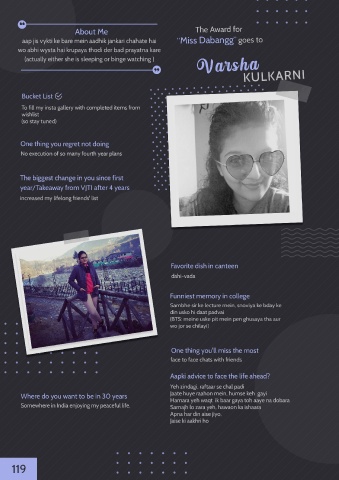 About Me
aap jis vykti ke bare mein aadhik jankari chahate hai
wo abhi vysta hai krupaya thodi der bad prayatna kare
(actually either she is sleeping or binge watching )
The Award for
"Miss Dabangg" goes to
Varsha
KULKARNI
Bucket List
To fill my insta gallery with completed items from
wishlist
(so stay tuned)
One thing you regret not doing
No execution of so many fourth year plans
The biggest change in you since first
year/Takeaway from VJTI after 4 years
increased my lifelong friends' list
Favorite dish in canteen
dahi-vada
Funniest memory in college
Sambhe sir ke lecture mein, ke balay ke
din usko hi daat padvai
(BTS: meine uske pit mein pen ghusaya tha aur
wo jor se chilayi)
One thing you'll miss the most
face to face chats with friends
Aapki advice to face the life ahead?
Yeh zindagi, raftaar se chal padi
Jaate huye raahon mein, humse keh gayi
Hamara yeh waqt, ik baar gaya toh aaye na dobara
Samajh lo zara yeh, hawaon ka ishaara
Apna har din aise jiyo,
Jaise ki aakhri ho
Where do you want to be in 30 years
Somewhere in India enjoying my peaceful life.
119